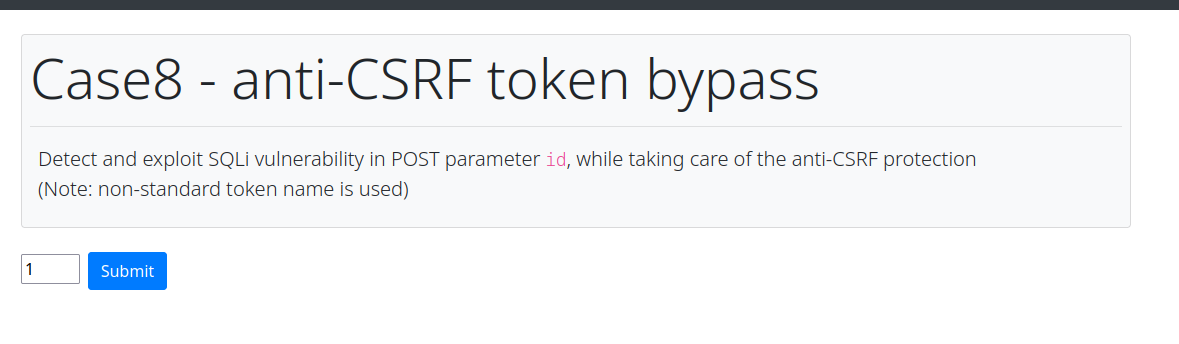 Case8 - anti-CSRF token bypass
Detect and exploit SQLi vulnerability in POST parameter id, while taking care of the anti-CSRF protection
(Note: non-standard token name is used)
1 Submit